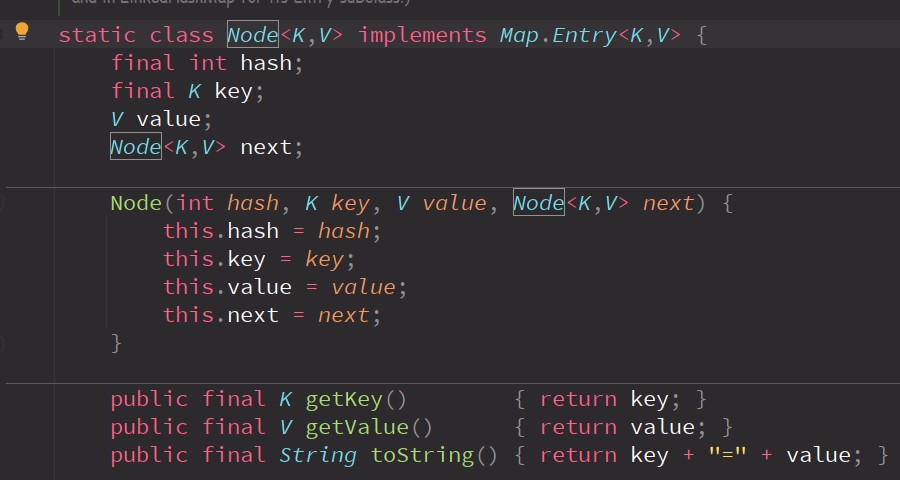 and in LinkedHashMap for its Entry subclass.)
static class Node<K,V> implements Map.Entry<K,V> {
final int hash;
final K key;
V value;
Node<K,V> next;
Node(int hash, K key, V value, Node<K,V> next) {
this.hash = hash;
this.key = key;
this.value = value;
this.next = next;
}
public final K getKey() { return key; }
public final V getValue() { return value; }
public final String toString() { return key + "=" + value; }